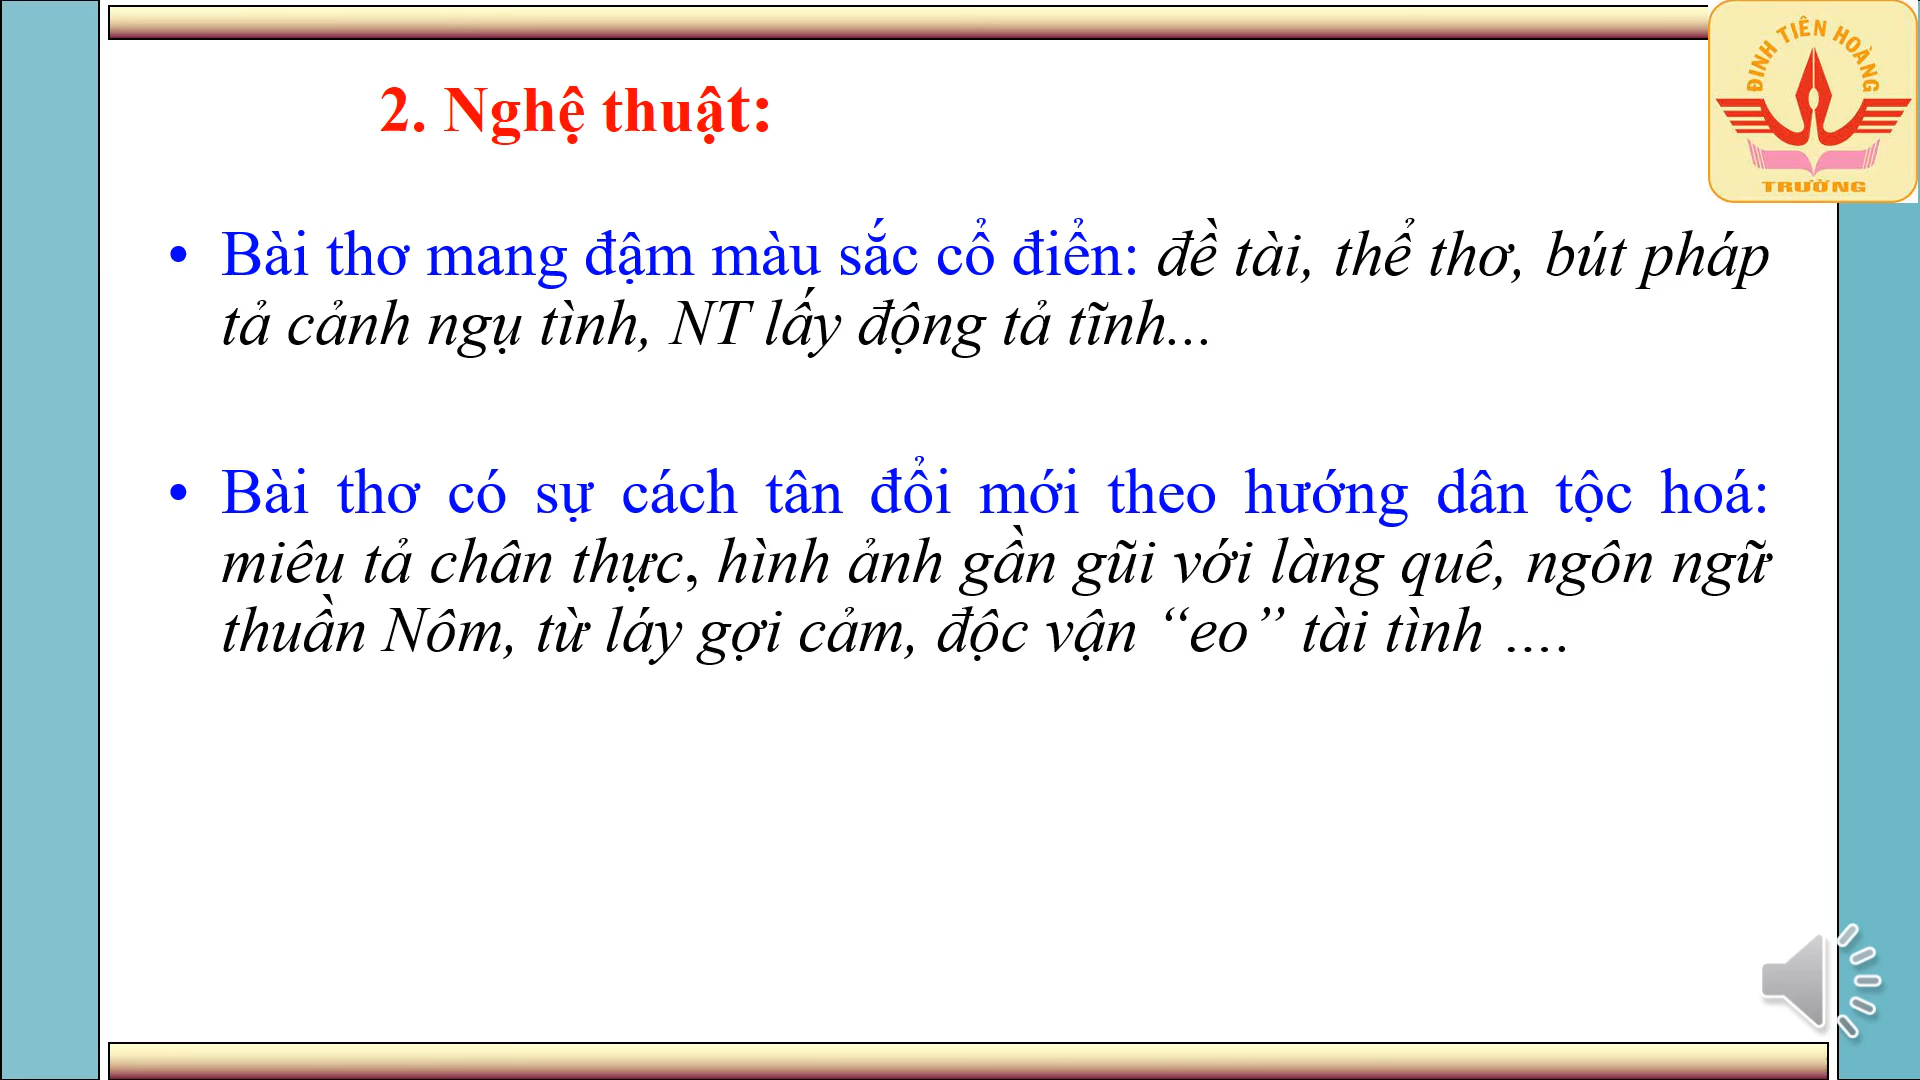 ĐINH TIÊN HOÀNG
TRƯỜNG
2. Nghệ thuật:
• Bài thơ mang đậm màu sắc cổ điển: đề tài, thể thơ, bút pháp
tả cảnh ngụ tình, NT lấy động tả tĩnh...
• Bài thơ có sự cách tân đổi mới theo hướng dân tộc hoá:
miêu tả chân thực, hình ảnh gần gũi với làng quê, ngôn ngữ
thuần Nôm, từ láy gợi cảm, độc vận “eo” tài tình ....